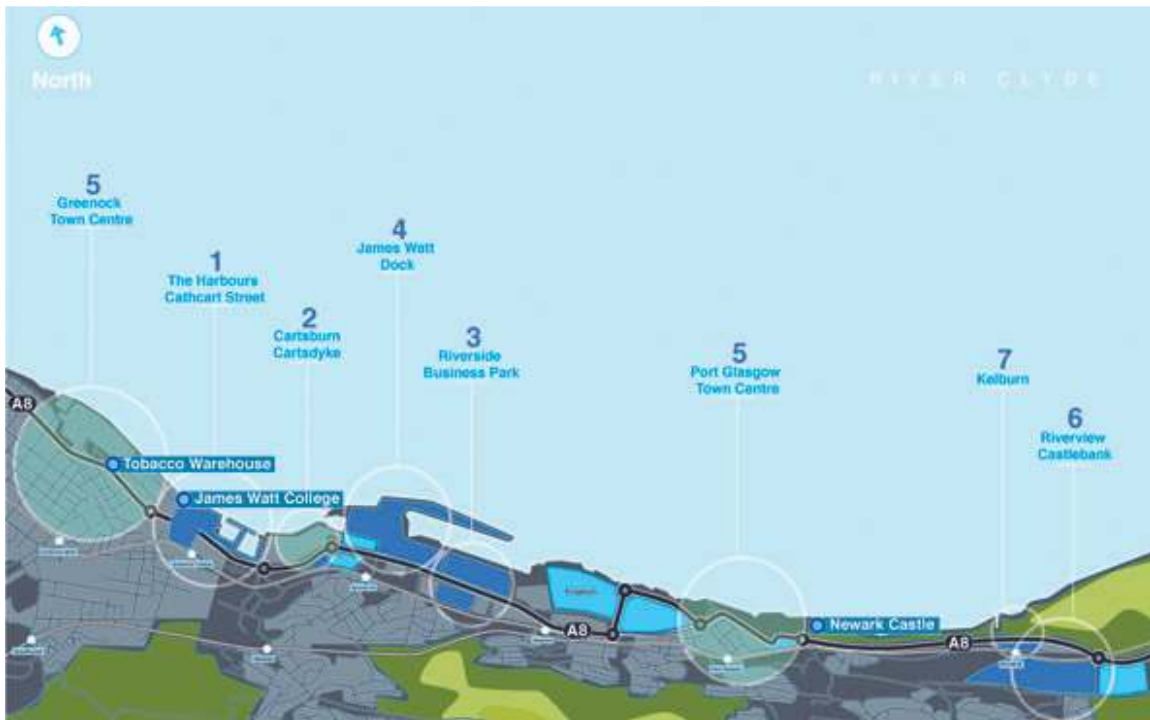 North
RIVER CLYDE
5
Greenock
Town Centre
1
The Harbours
Cathcart Street
2
Cartsburn
Cartsdyke
4
James Watt
Dock
3
Riverside
Business Park
5
Port Glasgow
Town Centre
7
Kelburn
6
Riverview
Castlebank
A8
Tobacco Warehouse
James Watt College
A8
Newark Castle
A8